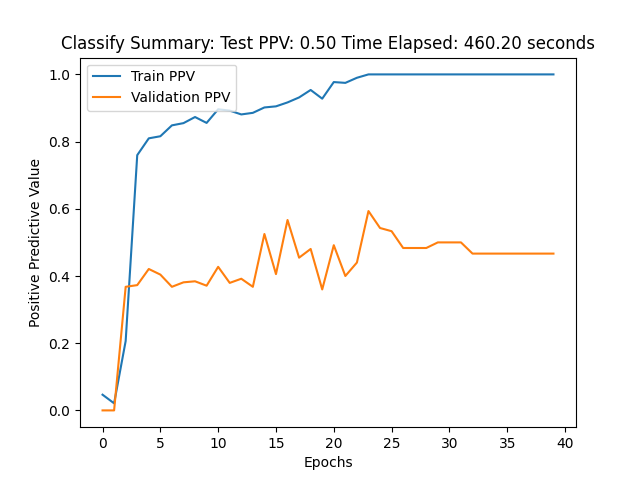 Classify Summary: Test PPV: 0.50 Time Elapsed: 460.20 seconds
Train PPV
Validation PPV
Positive Predictive Value
1.0
0.8
0.6
0.4
0.2
0.0
0 5 10 15 20 25 30 35 40
Epochs